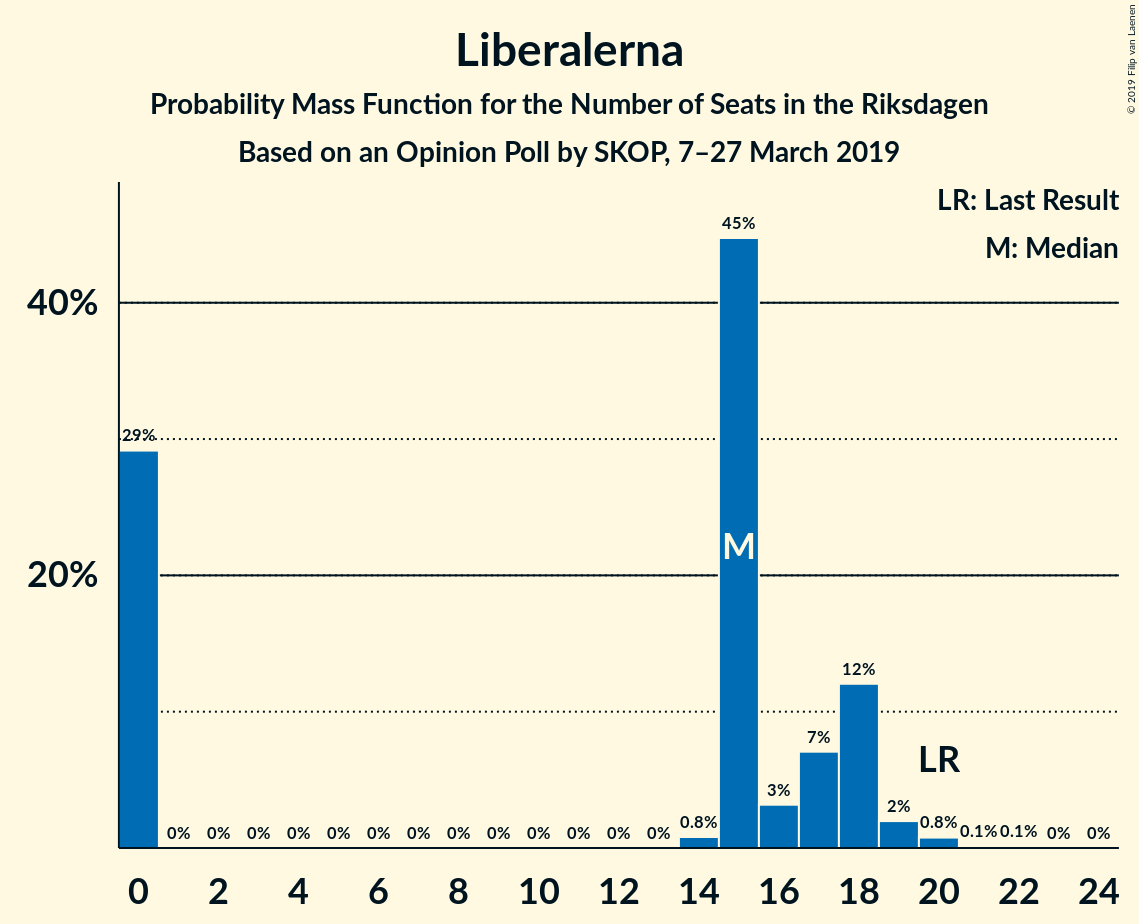 Liberalerna
Probability Mass Function for the Number of Seats in the Riksdagen
Based on an Opinion Poll by SKOP, 7–27 March 2019
© 2019 Filip van Laenen
LR: Last Result
M: Median
40%
20%
29%
0% 0% 0% 0% 0% 0% 0% 0% 0% 0% 0% 0% 0%
0.8%
45%
M
3%
7%
12%
2%
LR
0.8%
0.1% 0.1% 0% 0%
0 2 4 6 8 10 12 14 16 18 20 22 24